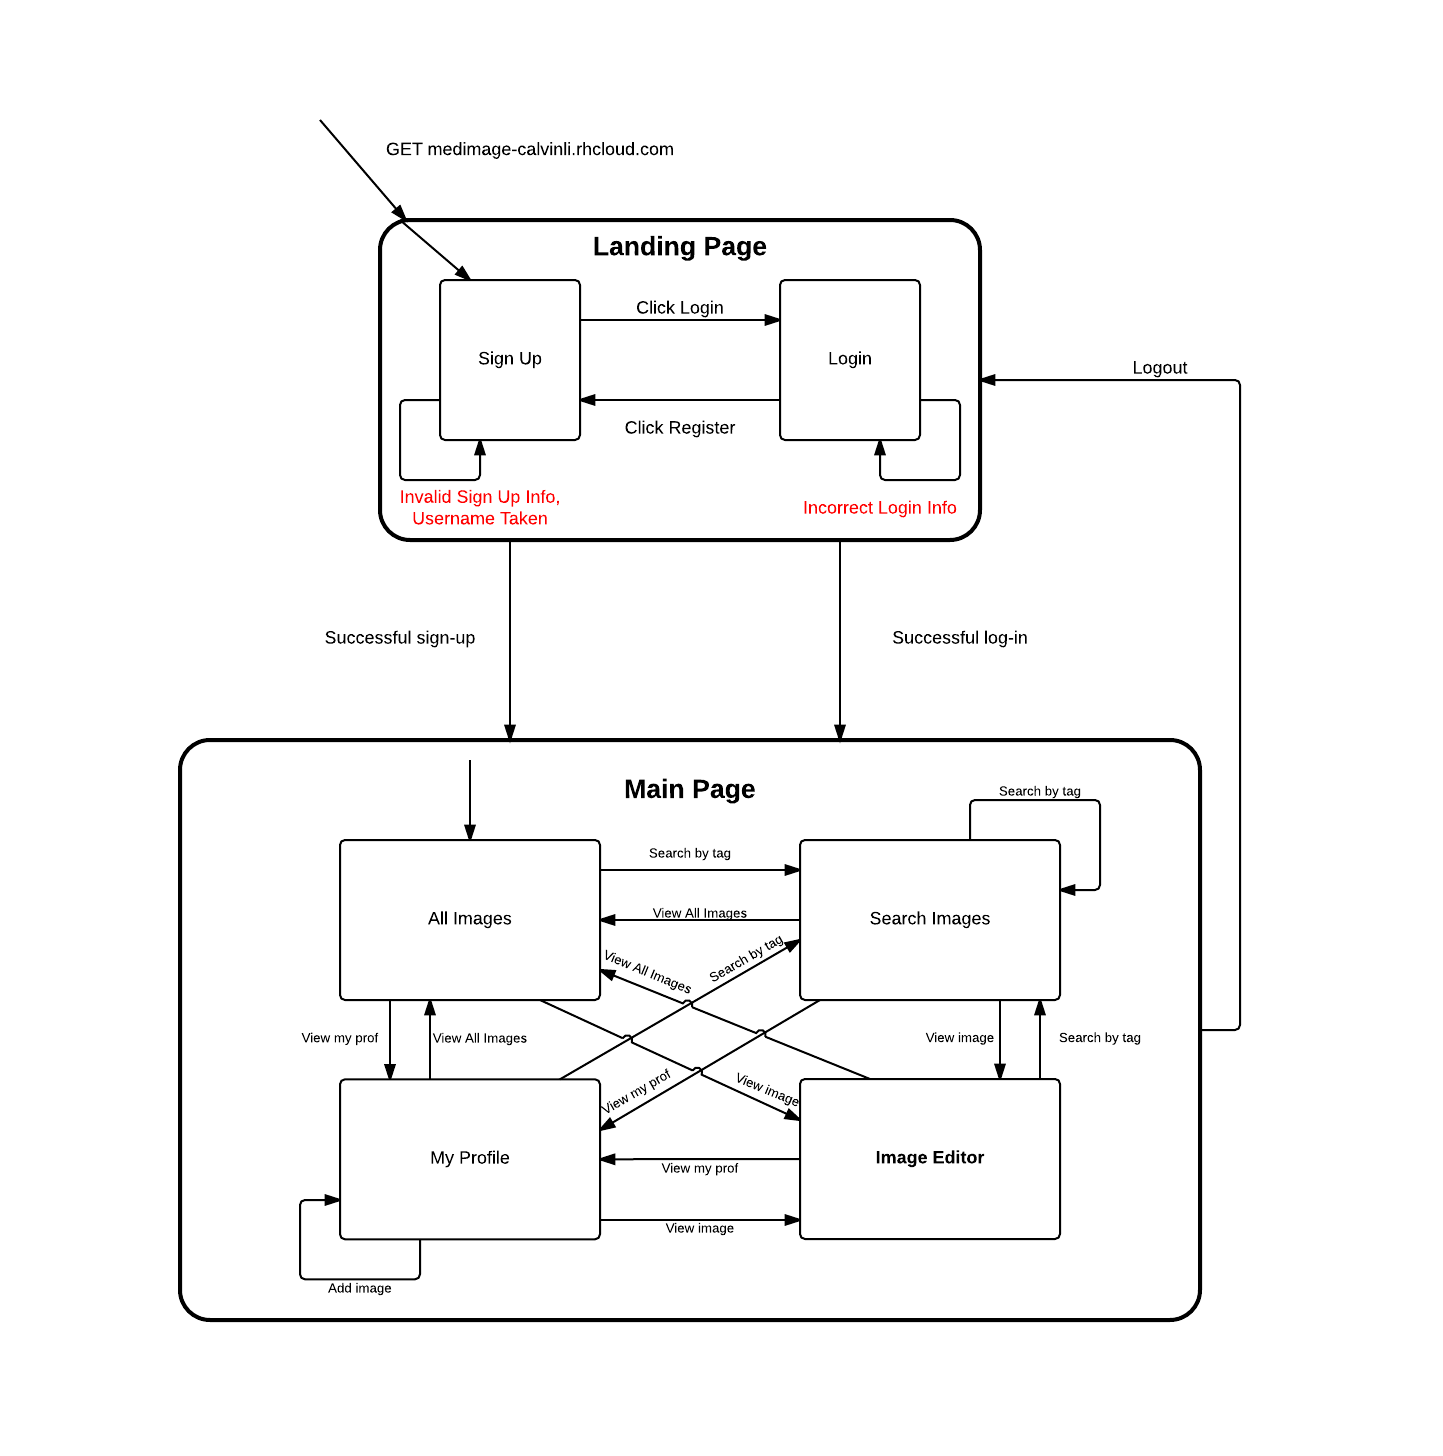 GET medimage-calvinli.rhcloud.com
Landing Page
Click Login
Sign Up
Login
Logout
Click Register
Invalid Sign Up Info,
Username Taken
Incorrect Login Info
Successful sign-up
Successful log-in
Main Page
Search by tag
Search by tag
All Images
View All Images
Search Images
View All Images
Search by tag
View my prof
View All Images
View image
Search by tag
View my prof
View image
My Profile
View my prof
Image Editor
View image
Add image